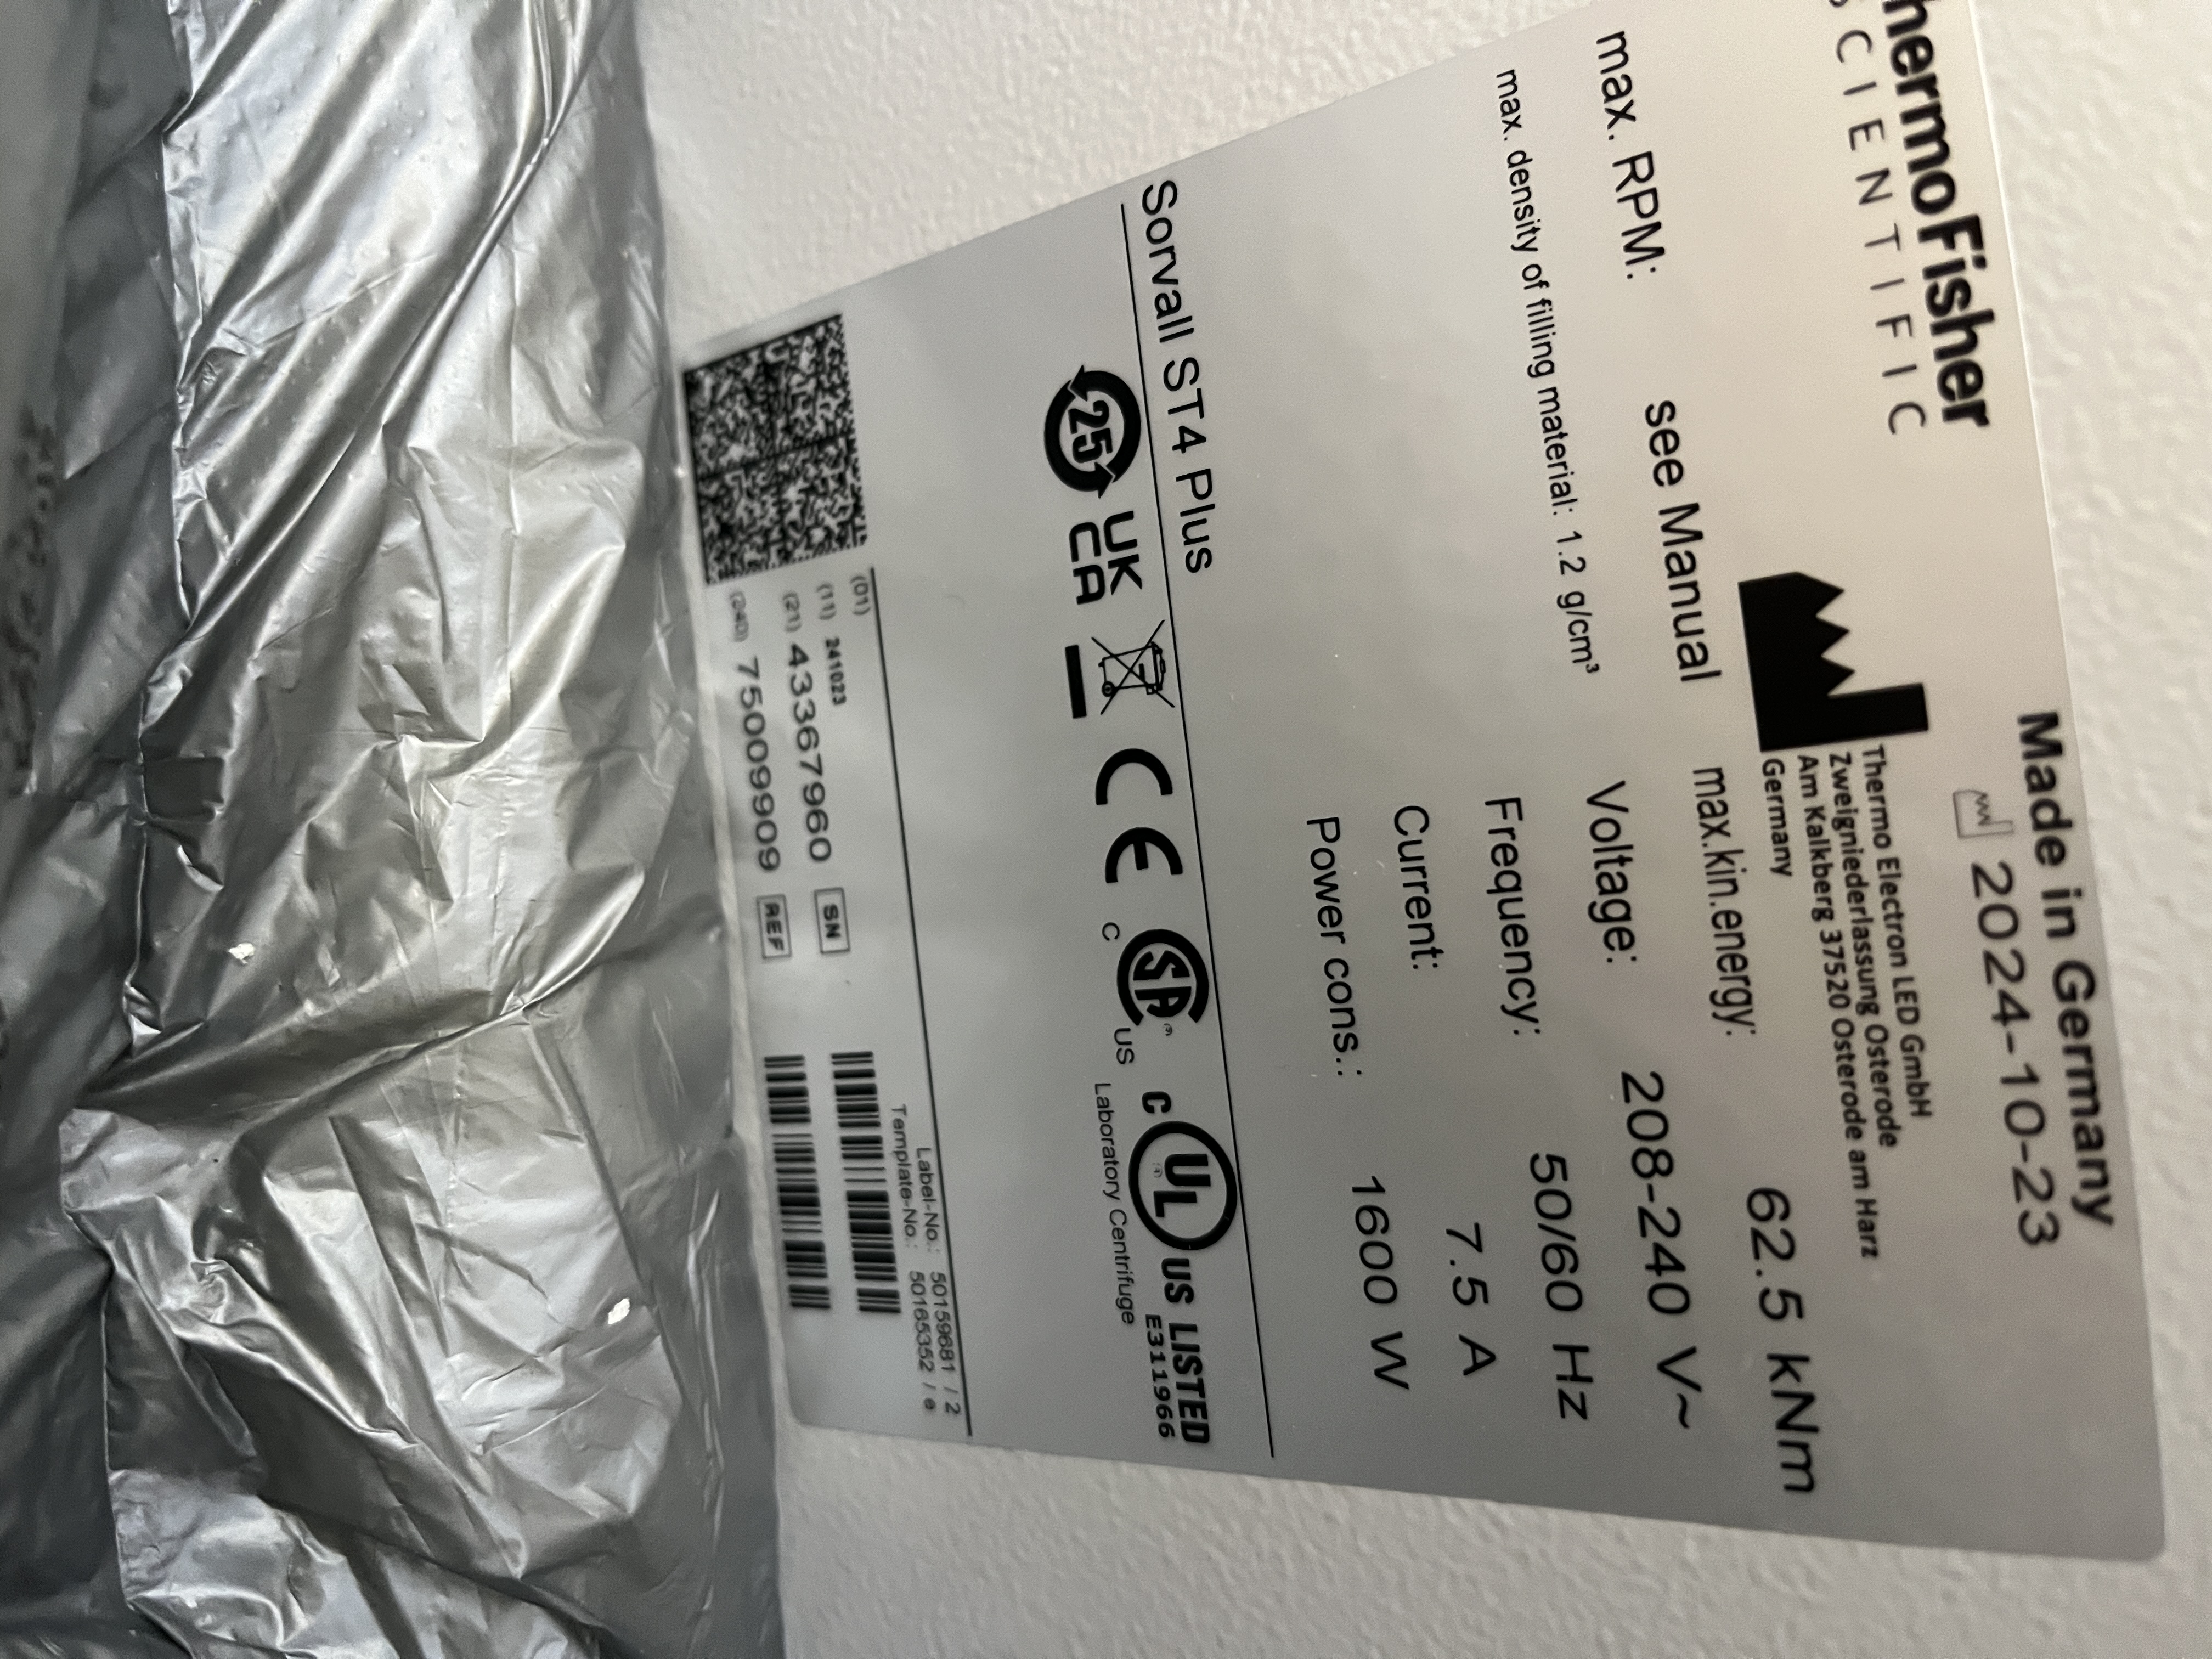 hermoFisher
SCIENTIFIC
Made in Germany
2024-10-23
Thermo Electron LED GmbH
Zweigniederlassung Osterode
Am Kalkberg 37520 Osterode am Harz
Germany
max. RPM: see Manual
max. density of filling material: 1.2 g/cm³
max.kin.energy: 62.5 kNm
Voltage: 208-240 V~
Frequency: 50/60 Hz
Current: 7.5 A
Power cons.: 1600 W
Sorvall ST4 Plus
25
UK
CA
CE
C SA® US
C UL® US LISTED
E311966
Laboratory Centrifuge
Label-No.: 50159681 / 2
Template-No.: 50165352 / e
(01)
(11) 241023
(21) 43367960 SN
(240) 75009909 REF